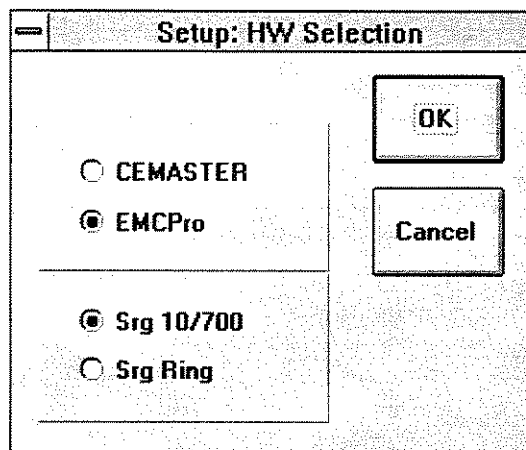 Setup: HW Selection
OK
CEMASTER
EMCPro
Cancel
Srg 10/700
Srg Ring